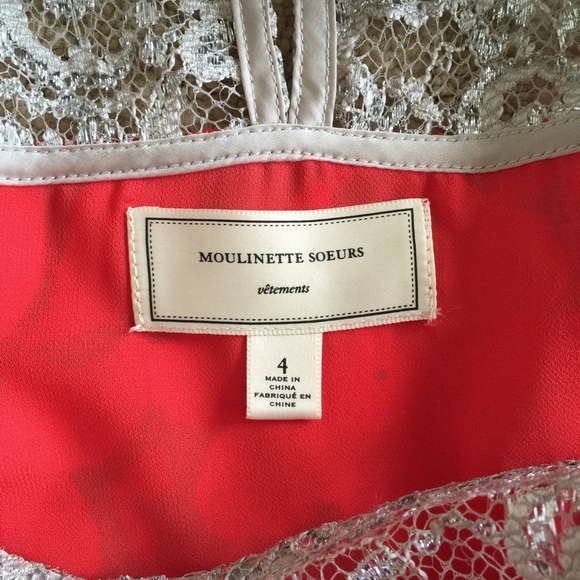 MOULINETTE SOEURS
vêtements
4
MADE IN
CHINA
FABRIQUÉ EN
CHINE